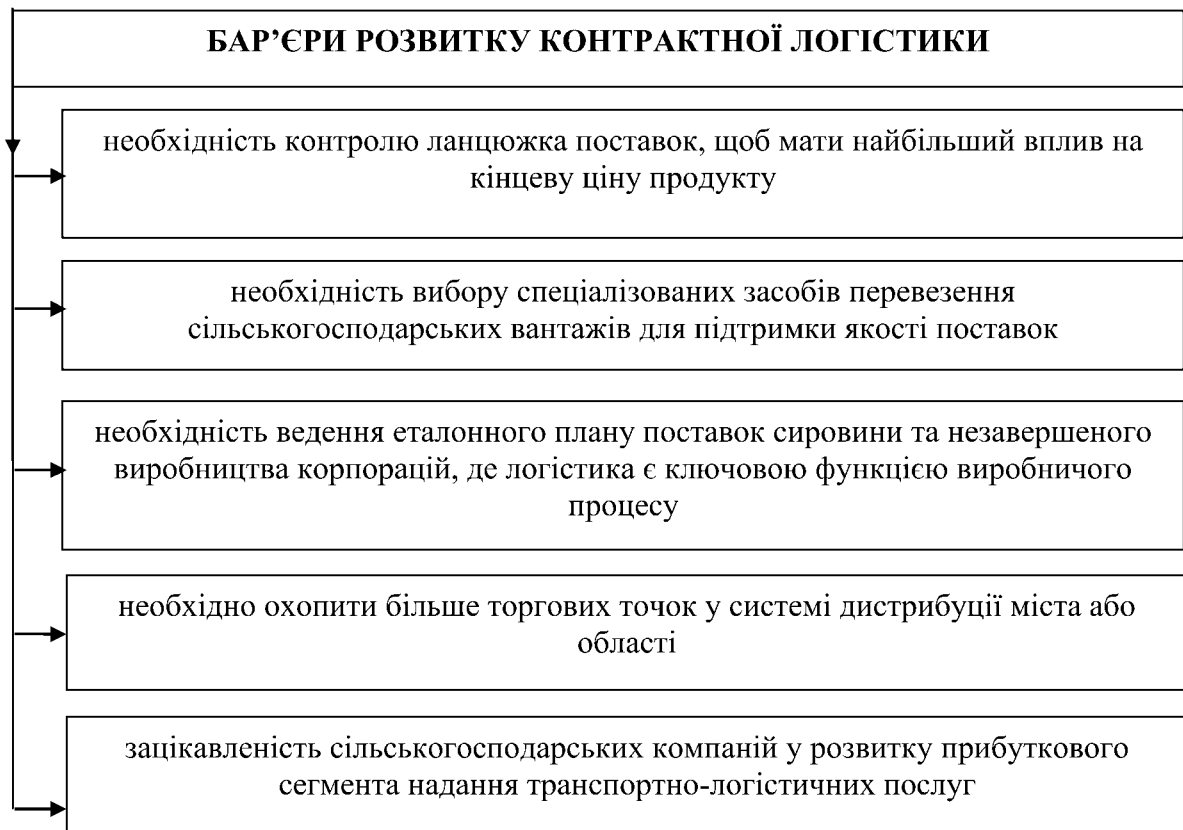 БАР’ЄРИ РОЗВИТКУ КОНТРАКТНОЇ ЛОГІСТИКИ
необхідність контролю ланцюжка поставок, щоб мати найбільший вплив на
кінцеву ціну продукту
необхідність вибору спеціалізованих засобів перевезення
сільськогосподарських вантажів для підтримки якості поставок
необхідність ведення еталонного плану поставок сировини та незавершеного
виробництва корпорацій, де логістика є ключовою функцією виробничого
процесу
необхідно охопити більше торгових точок у системі дистрибуції міста або
області
зацікавленість сільськогосподарських компаній у розвитку прибуткового
сегмента надання транспортно-логістичних послуг